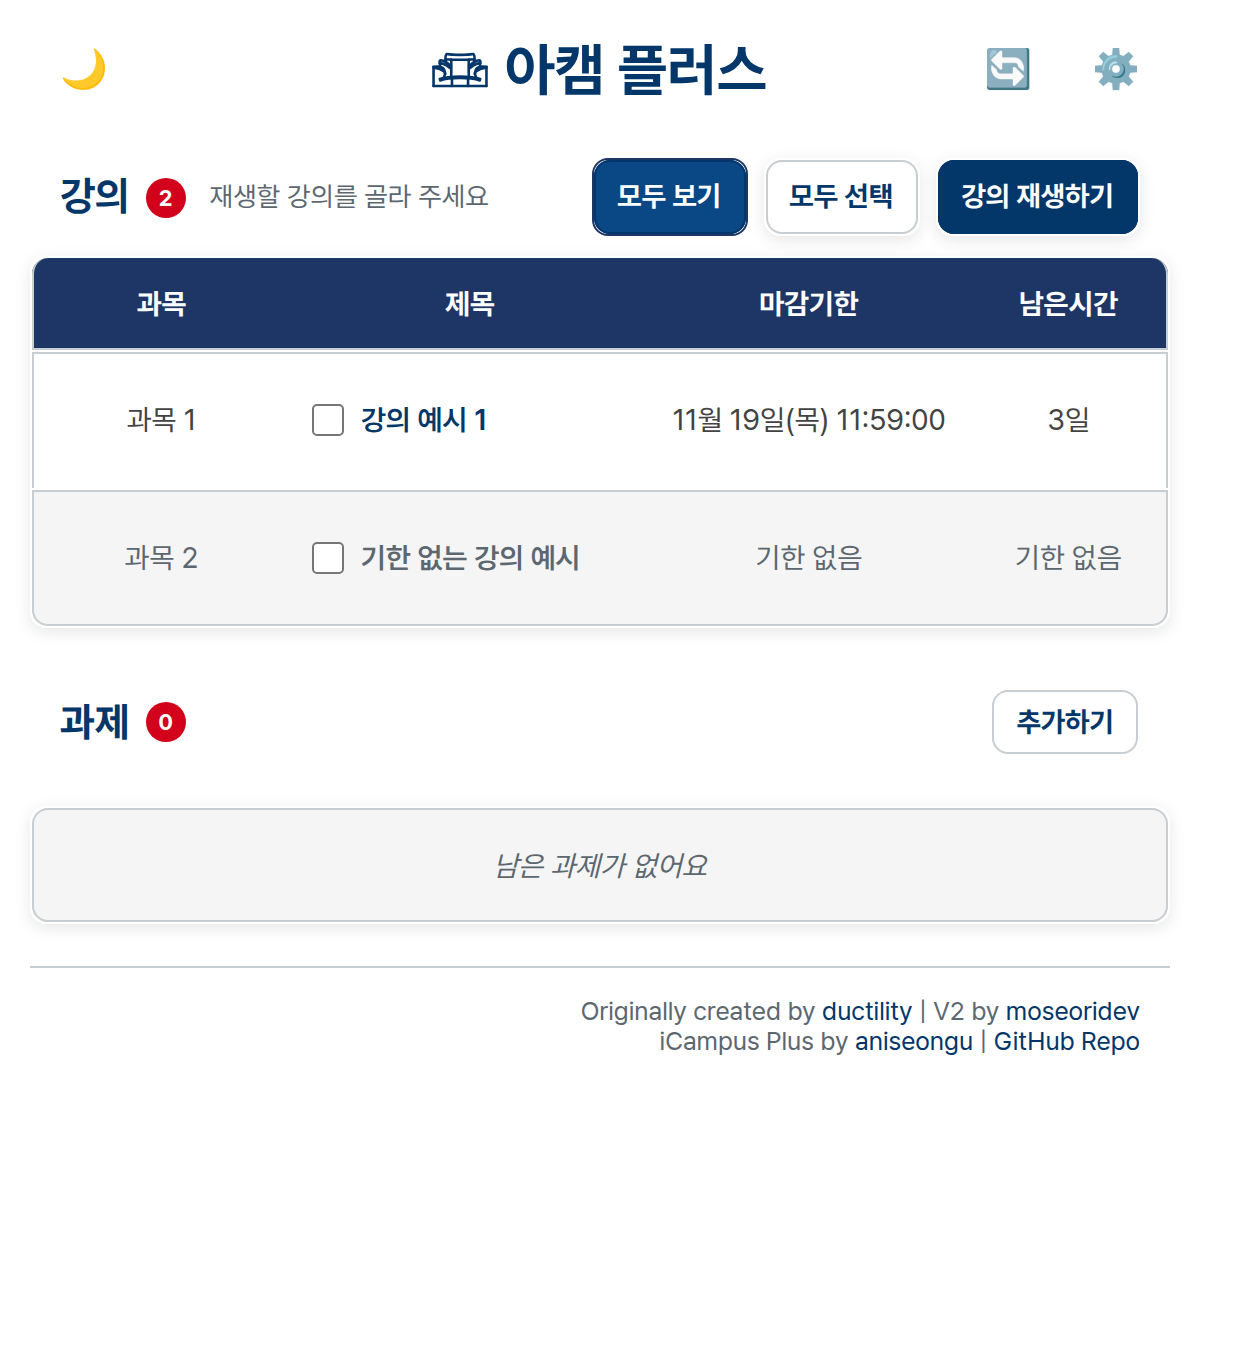 아캠 플러스
강의 2 재생할 강의를 골라 주세요 모두 보기 모두 선택 강의 재생하기
과목 제목 마감기한 남은시간
과목 1 강의 예시 1 11월 19일(목) 11:59:00 3일
과목 2 기한 없는 강의 예시 기한 없음 기한 없음
과제 0 추가하기
남은 과제가 없어요
Originally created by ductility | V2 by moseoridev
iCampus Plus by aniseongu | GitHub Repo